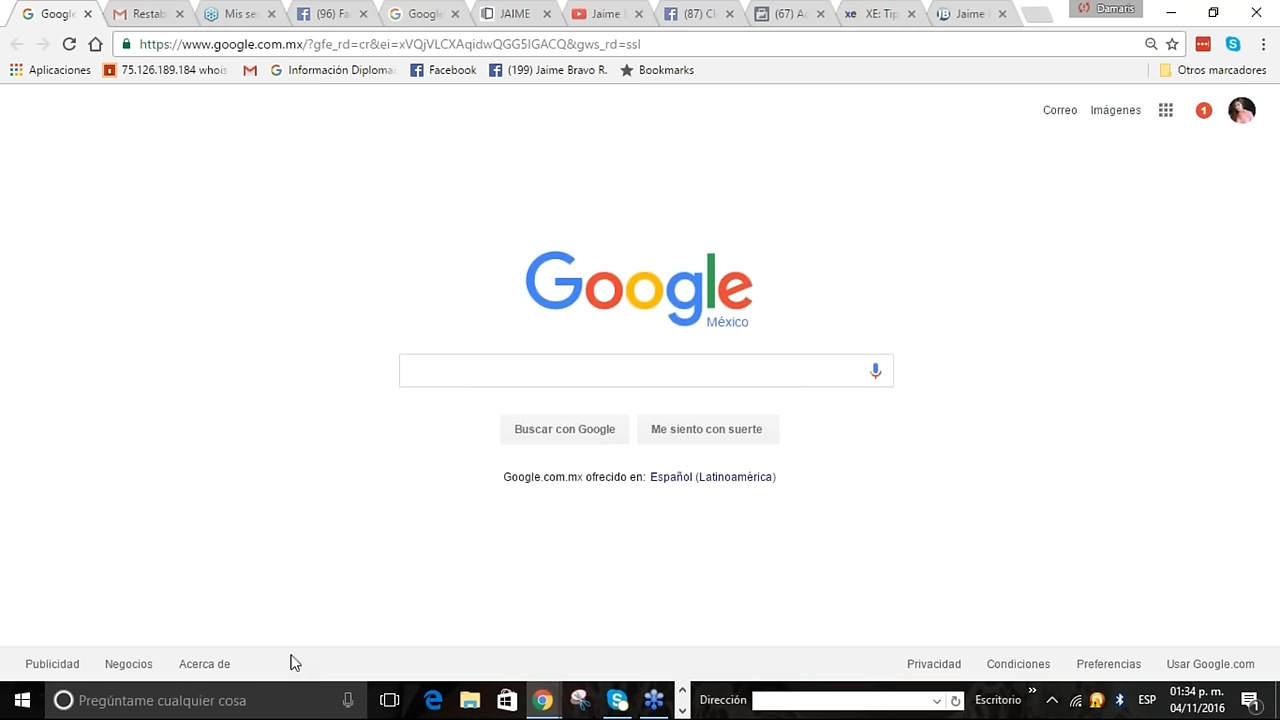 Google
Restab
Mis se
(96) Fa
Google
JAIME
Jaime
(87) C
(67) A
XE: Tip
Jaime
Damaris
https://www.google.com.mx/?gfe_rd=cr&ei=xVQjVLCXAqidwQGG5IGACQ&gws_rd=ssl
Aplicaciones
75.126.189.184 whois
Información Diploma
Facebook
(199) Jaime Bravo R.
Bookmarks
Otros marcadores
Correo
Imágenes
1
Google
México
Buscar con Google
Me siento con suerte
Google.com.mx ofrecido en: Español (Latinoamérica)
Publicidad
Negocios
Acerca de
Privacidad
Condiciones
Preferencias
Usar Google.com
Pregúntame cualquier cosa
Dirección
Escritorio
ESP
01:34 p. m.
04/11/2016
1